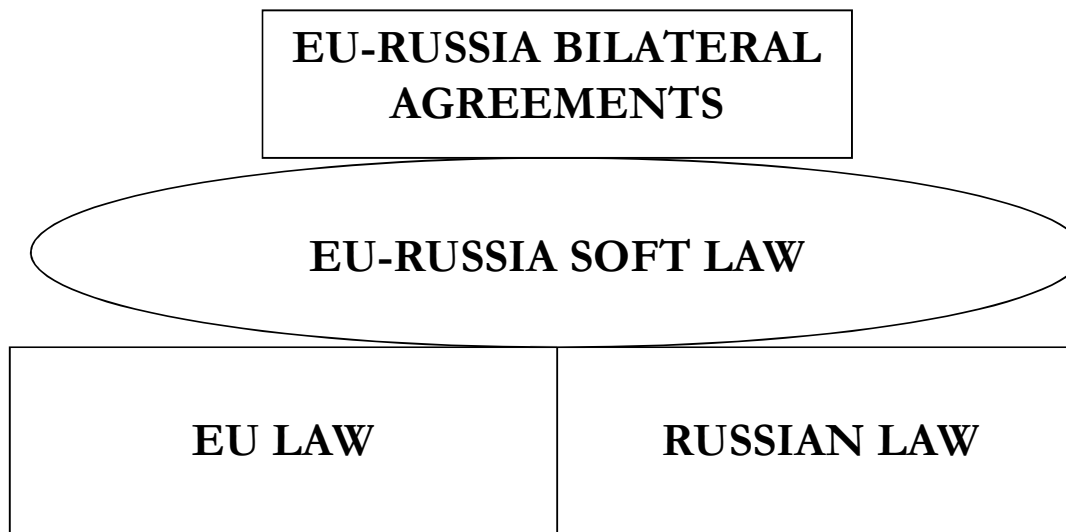 EU-RUSSIA BILATERAL
AGREEMENTS
EU-RUSSIA SOFT LAW
EU LAW
RUSSIAN LAW